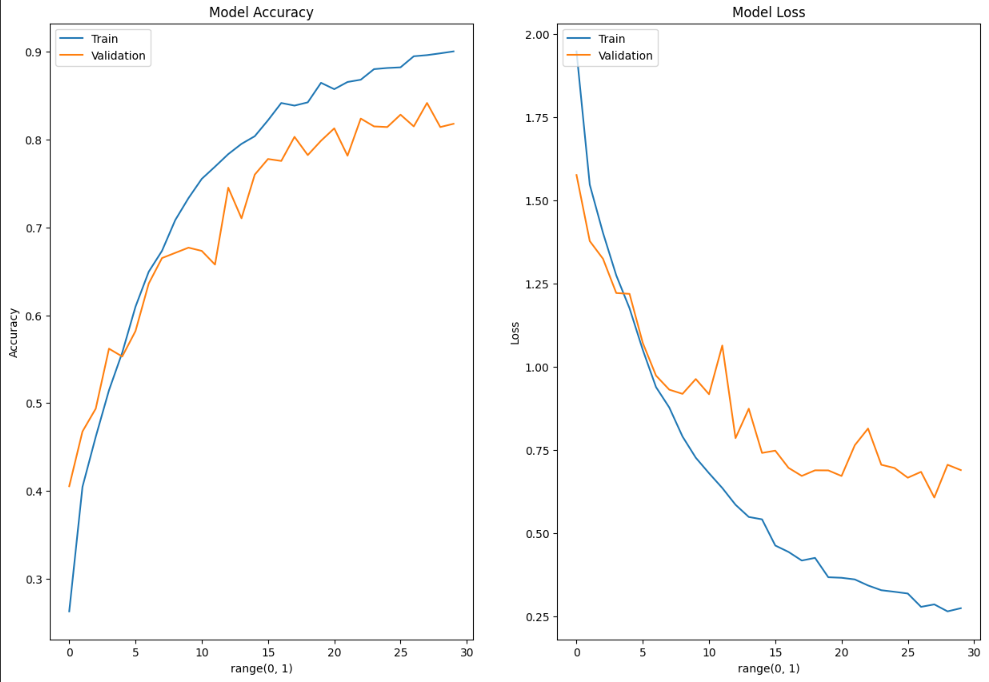 Model Accuracy
Train
Validation
0.9
0.8
0.7
0.6
0.5
0.4
0.3
Accuracy
0 5 10 15 20 25 30
range(0, 1)
Model Loss
Train
Validation
2.00
1.75
1.50
1.25
1.00
0.75
0.50
0.25
Loss
0 5 10 15 20 25 30
range(0, 1)